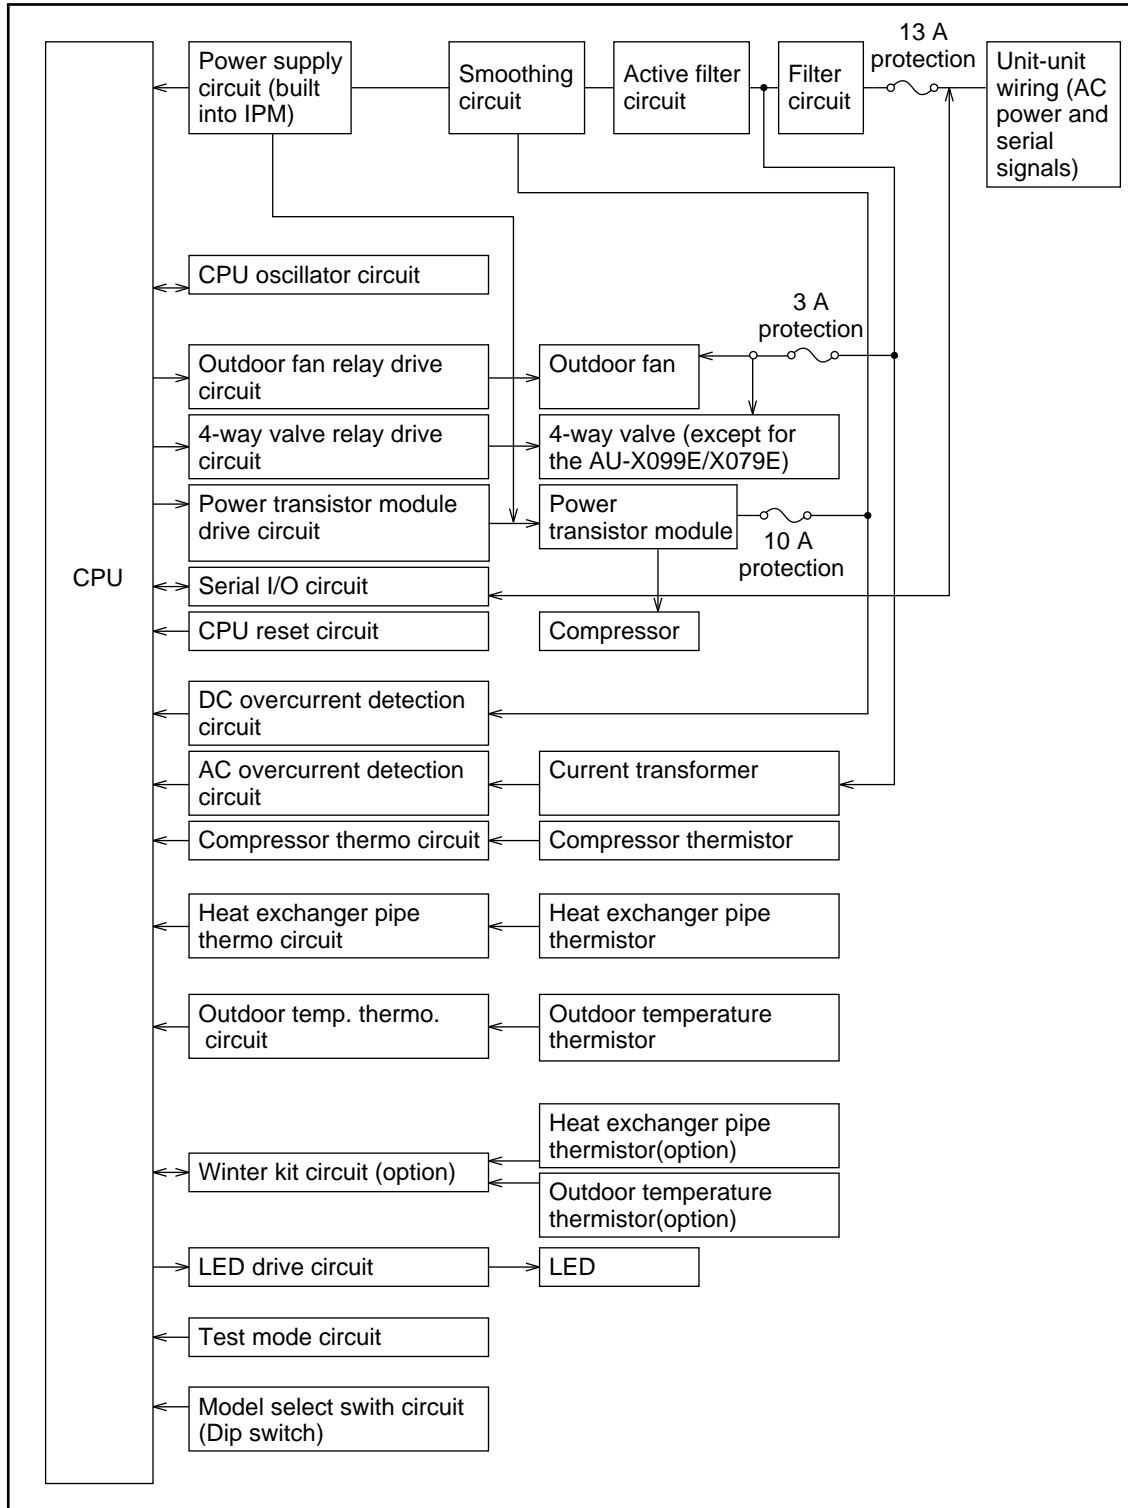 13 A
protection
Power supply
circuit (built
into IPM)
Smoothing
circuit
Active filter
circuit
Filter
circuit
Unit-unit
wiring (AC
power and
serial
signals)
CPU oscillator circuit
3 A
protection
Outdoor fan relay drive
circuit
Outdoor fan
4-way valve relay drive
circuit
4-way valve (except for
the AU-X099E/X079E)
Power transistor module
drive circuit
Power
transistor module
10 A
protection
CPU
Serial I/O circuit
CPU reset circuit
Compressor
DC overcurrent detection
circuit
AC overcurrent detection
circuit
Current transformer
Compressor thermo circuit
Compressor thermistor
Heat exchanger pipe
thermo circuit
Heat exchanger pipe
thermistor
Outdoor temp. thermo.
circuit
Outdoor temperature
thermistor
Heat exchanger pipe
thermistor(option)
Winter kit circuit (option)
Outdoor temperature
thermistor(option)
LED drive circuit
LED
Test mode circuit
Model select swith circuit
(Dip switch)